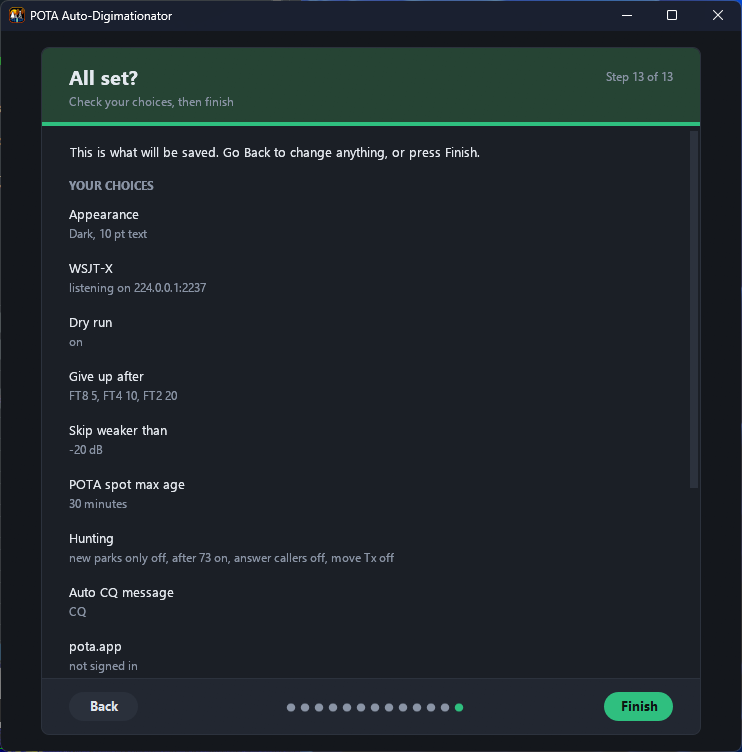 POTA Auto-Digimationator
All set?
Step 13 of 13
Check your choices, then finish
This is what will be saved. Go Back to change anything, or press Finish.
YOUR CHOICES
Appearance
Dark, 10 pt text
WSJT-X
listening on 224.0.0.1:2237
Dry run
on
Give up after
FT8 5, FT4 10, FT2 20
Skip weaker than
-20 dB
POTA spot max age
30 minutes
Hunting
new parks only off, after 73 on, answer callers off, move Tx off
Auto CQ message
CQ
pota.app
not signed in
Back
Finish